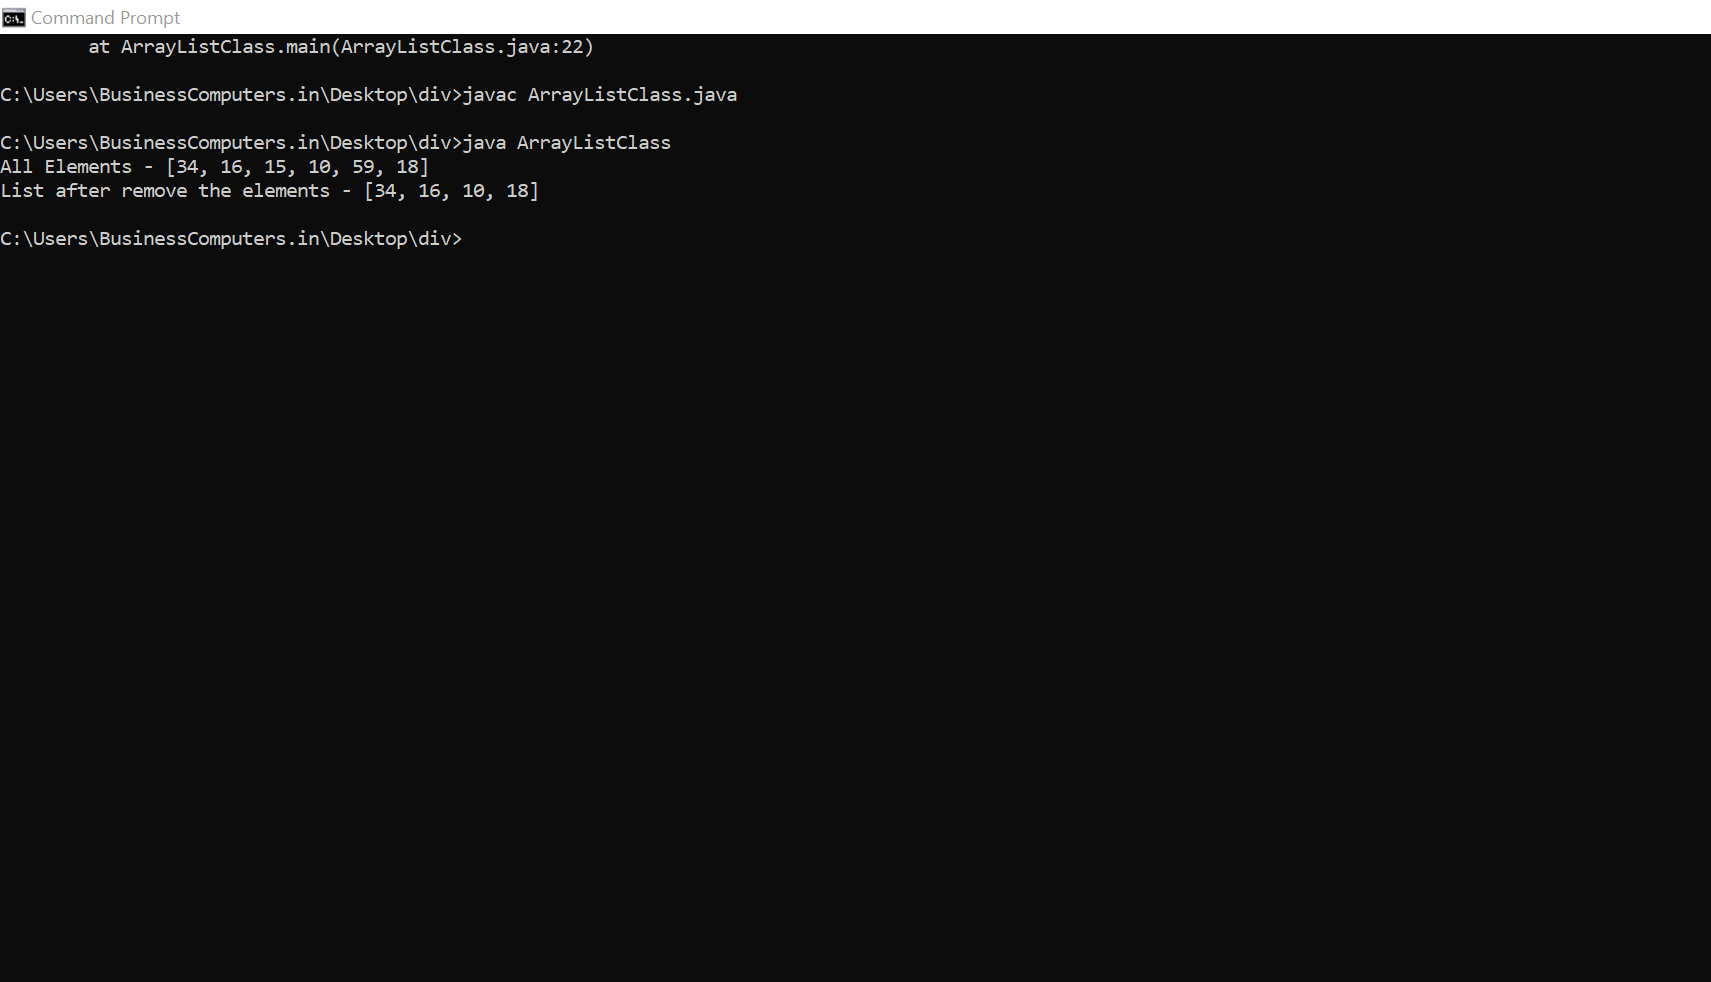 Command Prompt
at ArrayListClass.main(ArrayListClass.java:22)
C:\Users\BusinessComputers.in\Desktop\div>javac ArrayListClass.java
C:\Users\BusinessComputers.in\Desktop\div>java ArrayListClass
All Elements - [34, 16, 15, 10, 59, 18]
List after remove the elements - [34, 16, 10, 18]
C:\Users\BusinessComputers.in\Desktop\div>